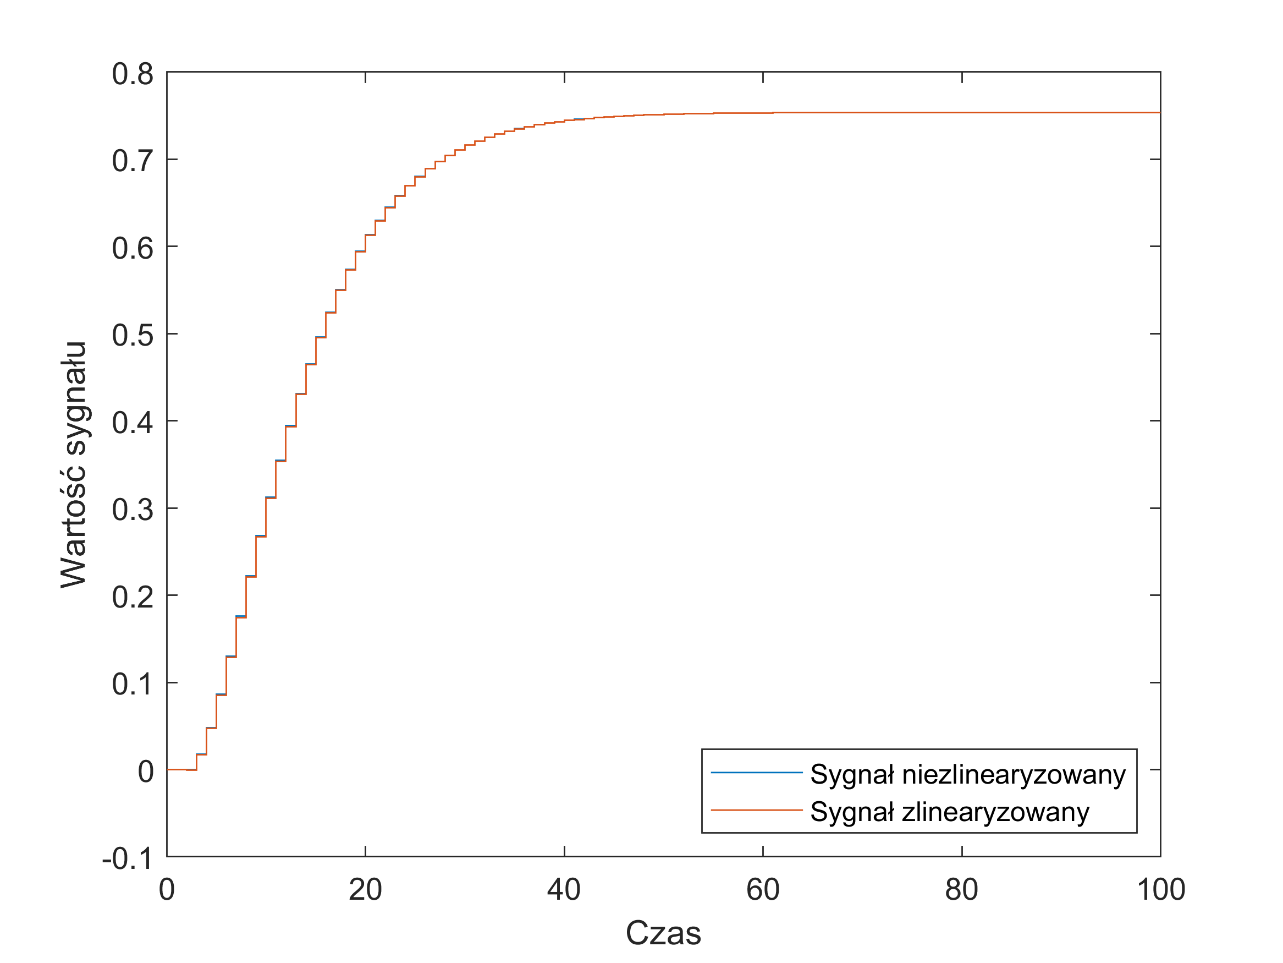 0.8
0.7
0.6
0.5
0.4
0.3
0.2
0.1
0
-0.1
Wartość sygnału
0 20 40 60 80 100
Czas
Sygnał niezlinearyzowany
Sygnał zlinearyzowany